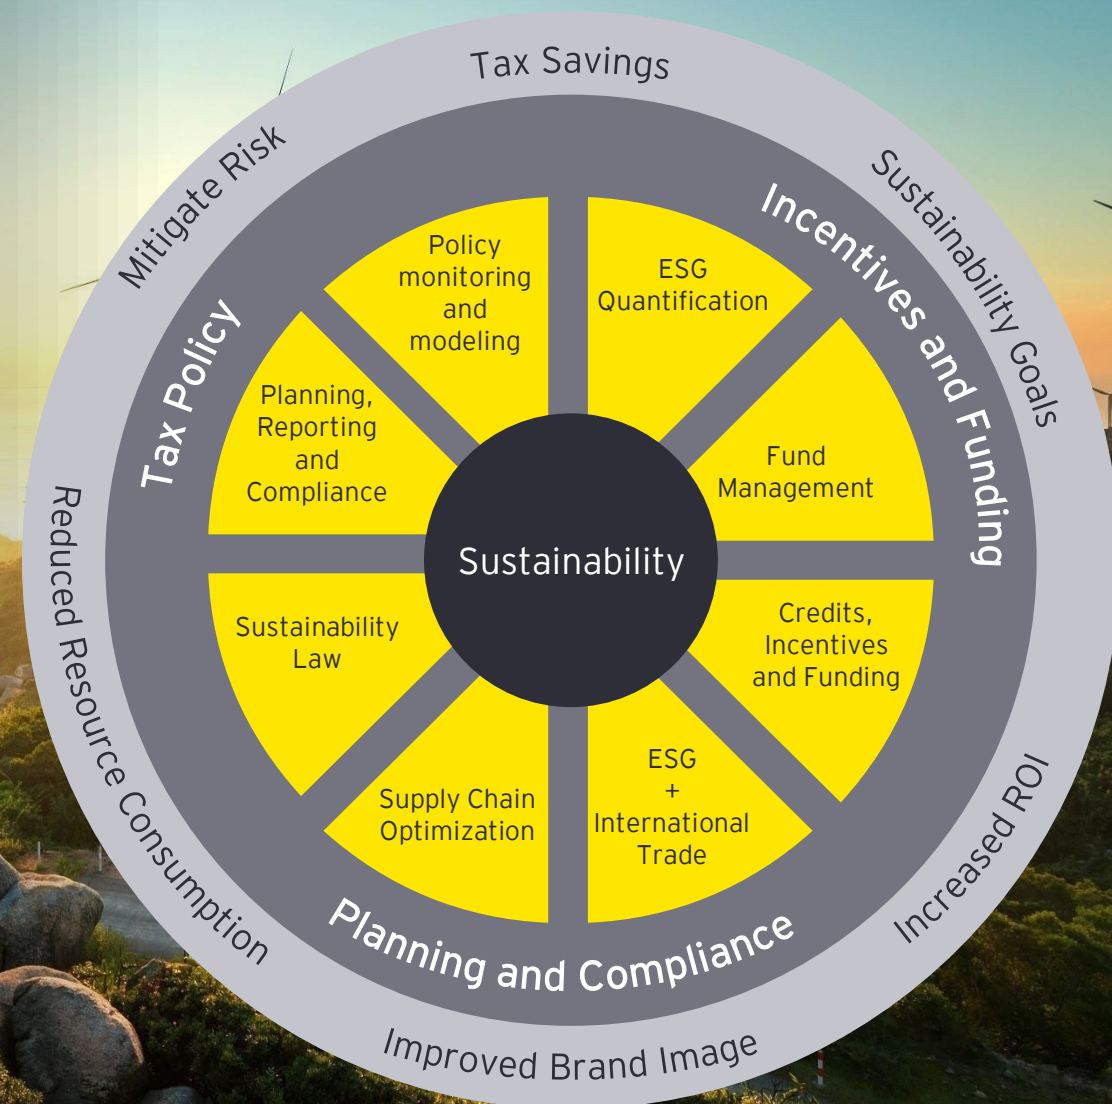 Tax Savings
Mitigate Risk
Sustainability Goals
Incentives and Funding
Tax Policy
Policy
monitoring
and
modeling
ESG
Quantification
Planning,
Reporting
and
Compliance
Fund
Management
Sustainability
Sustainability
Law
Credits,
Incentives
and Funding
Supply Chain
Optimization
ESG
+
International
Trade
Planning and Compliance
Reduced Resource Consumption
Increased ROI
Improved Brand Image